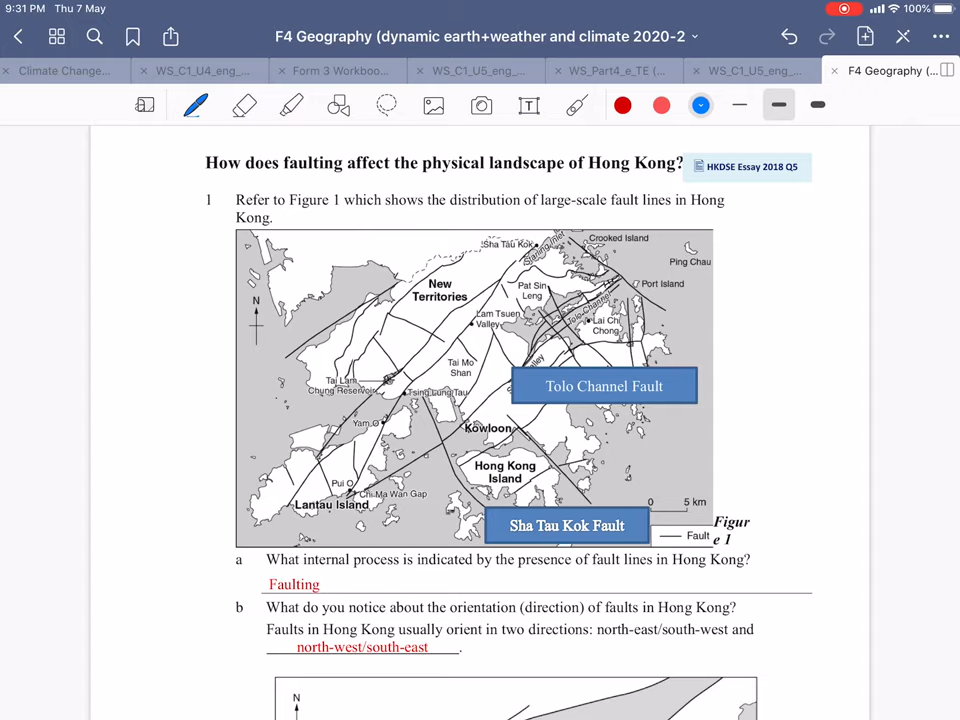 9:31 PM Thu 7 May
100%
F4 Geography (dynamic earth+weather and climate 2020-2
Climate Change...
WS_C1_U4_eng_...
Form 3 Workboo...
WS_C1_U5_eng_...
WS_Part4_e_TE (...
WS_C1_U5_eng_...
F4 Geography (...
How does faulting affect the physical landscape of Hong Kong?
HKDSE Essay 2018 Q5
1 Refer to Figure 1 which shows the distribution of large-scale fault lines in Hong
Kong.
Sha Tau Kok
Starling Inlet
Crooked Island
Ping Chau
N
New
Territories
Pat Sin
Leng
Port Island
Tolo Channel
Lam Tsuen
Valley
Lai Chi
Chong
Tai Mo
Shan
Valley
Tai Lam
Chung Reservoir
Tsing Lung Tau
Tolo Channel Fault
Yam O
Kowloon
Hong Kong
Island
Pui O
Chi Ma Wan Gap
Lantau Island
0 5 km
Sha Tau Kok Fault
Fault
Figur
e 1
a What internal process is indicated by the presence of fault lines in Hong Kong?
Faulting
b What do you notice about the orientation (direction) of faults in Hong Kong?
Faults in Hong Kong usually orient in two directions: north-east/south-west and
north-west/south-east.
N